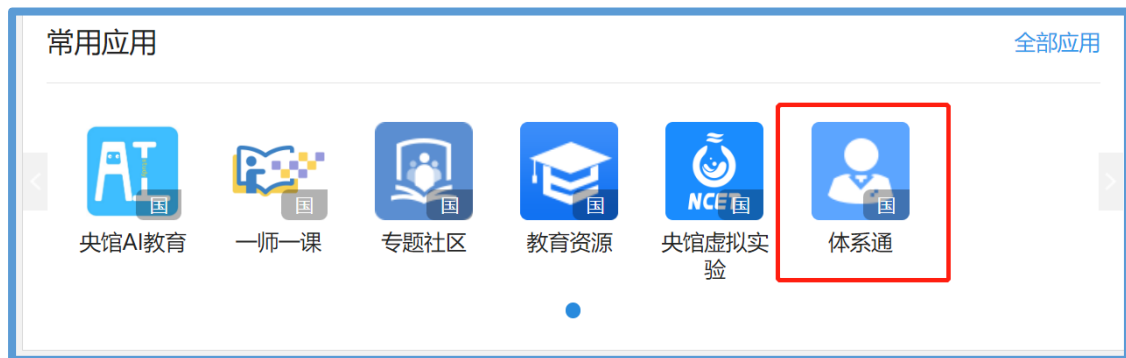 常用应用
全部应用
AI
国
国
国
国
NCET
国
国
央馆AI教育
一师一课
专题社区
教育资源
央馆虚拟实
验
体系通